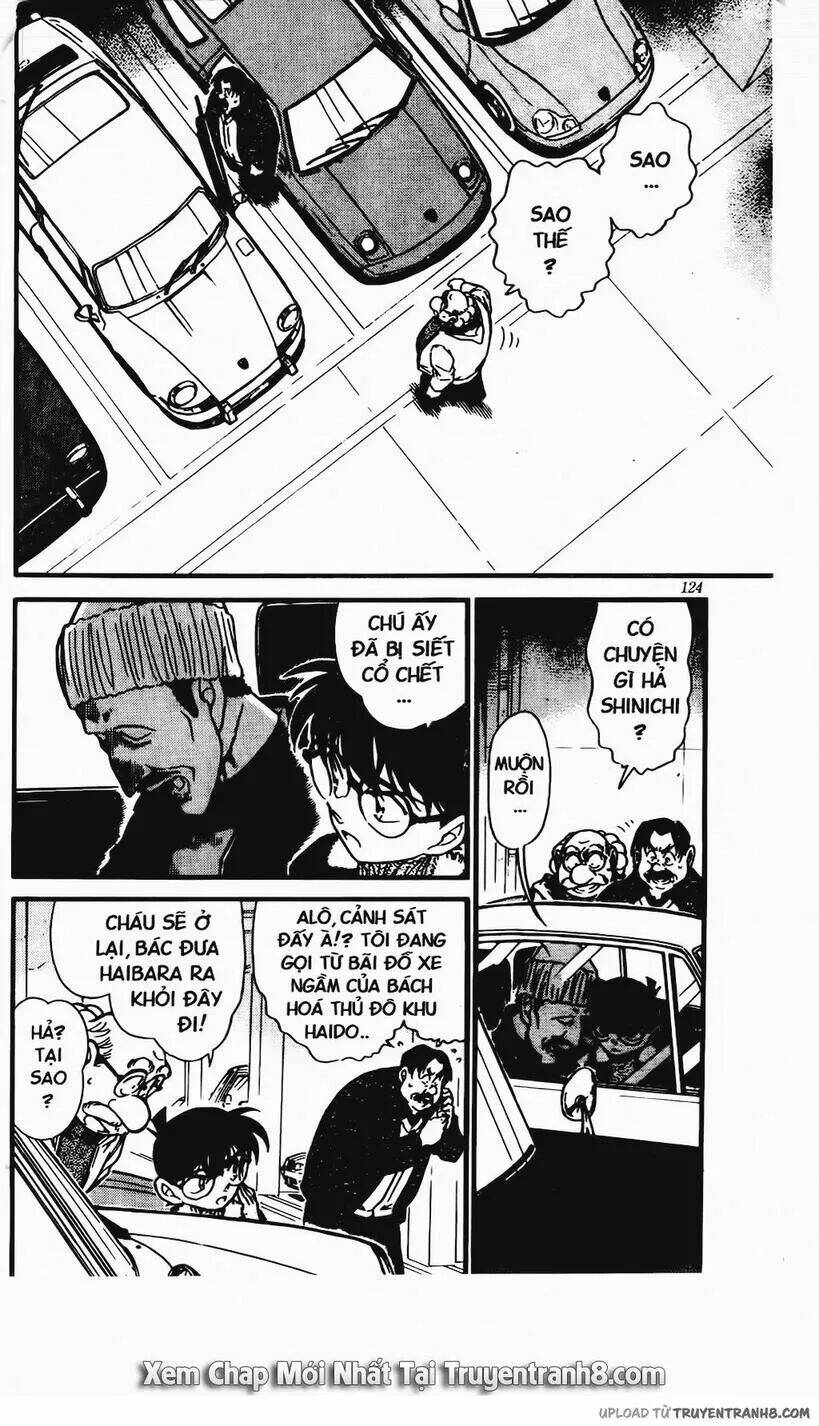 SAO
...
SAO
THẾ
?
124
CÓ
CHUYỆN
GÌ HẢ
SHINICHI
?
MUỘN
RỒI
...
CHÚ ẤY
ĐÃ BỊ SIẾT
CỔ CHẾT
...
ALÔ, CẢNH SÁT
ĐẤY À!? TÔI ĐANG
GỌI TỪ BÃI ĐỖ XE
NGẦM CỦA BÁCH
HOÁ THỦ ĐÔ KHU
HAIDO..
CHÁU SẼ Ở
LẠI, BÁC ĐƯA
HAIBARA RA
KHỎI ĐÂY
ĐI!
HẢ?
TẠI
SAO
?
Xem Chap Mới Nhất Tại Truyentranh8.com
UPLOAD TỪ TRUYENTRANH8.COM